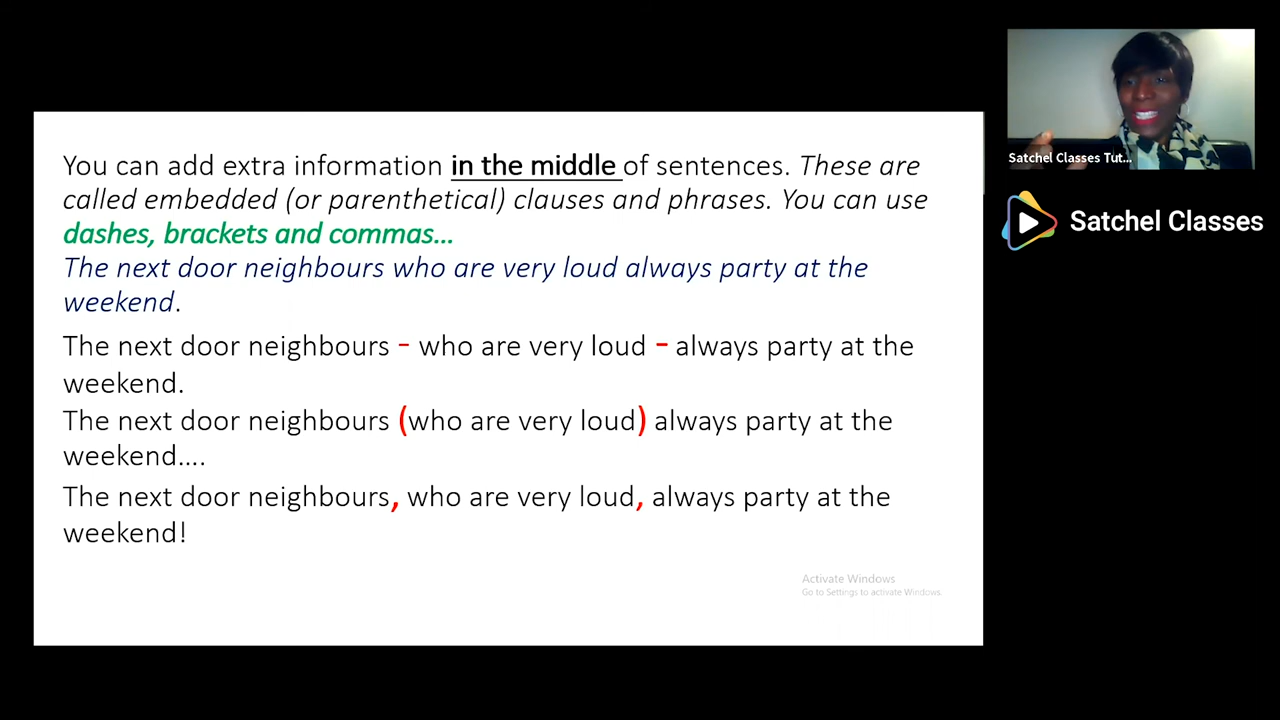 You can add extra information in the middle of sentences. These are
called embedded (or parenthetical) clauses and phrases. You can use
dashes, brackets and commas…
The next door neighbours who are very loud always party at the
weekend.
The next door neighbours - who are very loud - always party at the
weekend.
The next door neighbours (who are very loud) always party at the
weekend….
The next door neighbours, who are very loud, always party at the
weekend!
Activate Windows
Go to Settings to activate Windows.
Satchel Classes Tut...
Satchel Classes